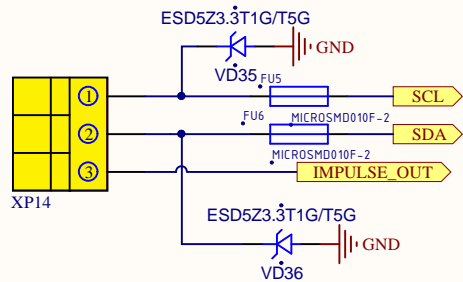 ESD5Z3.3T1G/T5G
GND
VD35
FU5
1
SCL
FU6
MICROSMD010F-2
2
SDA
MICROSMD010F-2
3
IMPULSE_OUT
XP14
ESD5Z3.3T1G/T5G
GND
VD36